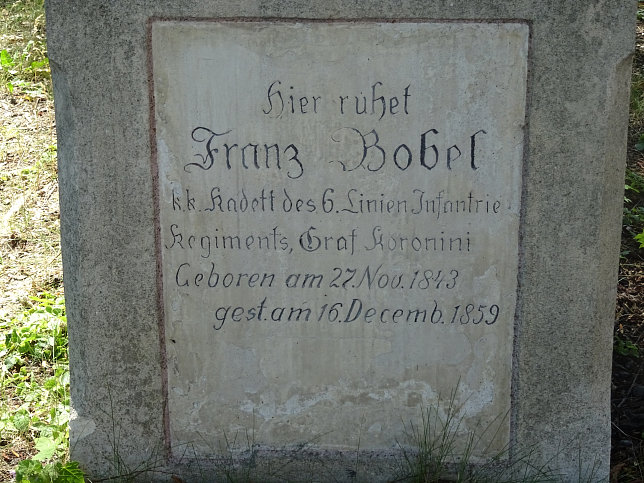 Hier ruhet
Franz Bobel
k.k. Kadett des 6. Linien Infantrie
Regiments, Graf Koronini
Geboren am 27. Nov. 1843
gest. am 16. Decemb. 1859